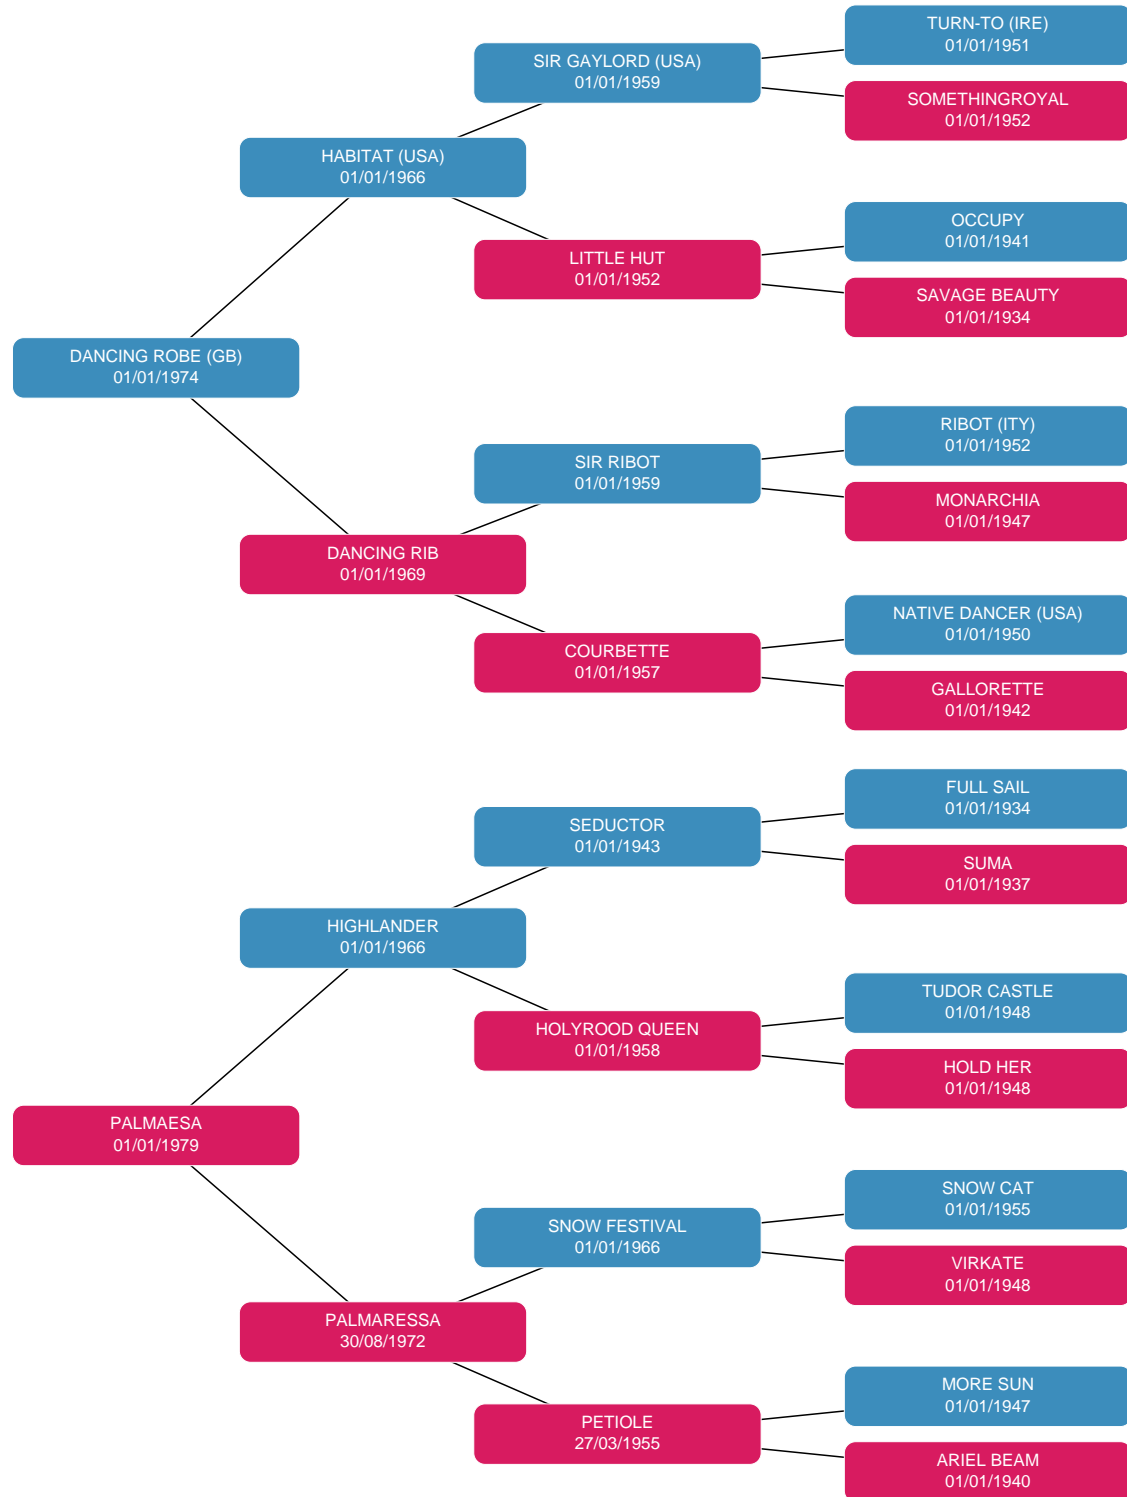 TURN-TO (IRE)
01/01/1951
SIR GAYLORD (USA)
01/01/1959
SOMETHINGROYAL
01/01/1952
HABITAT (USA)
01/01/1966
OCCUPY
01/01/1941
LITTLE HUT
01/01/1952
SAVAGE BEAUTY
01/01/1934
DANCING ROBE (GB)
01/01/1974
RIBOT (ITY)
01/01/1952
SIR RIBOT
01/01/1959
MONARCHIA
01/01/1947
DANCING RIB
01/01/1969
NATIVE DANCER (USA)
01/01/1950
COURBETTE
01/01/1957
GALLORETTE
01/01/1942
FULL SAIL
01/01/1934
SEDUCTOR
01/01/1943
SUMA
01/01/1937
HIGHLANDER
01/01/1966
TUDOR CASTLE
01/01/1948
HOLYROOD QUEEN
01/01/1958
HOLD HER
01/01/1948
PALMAESA
01/01/1979
SNOW CAT
01/01/1955
SNOW FESTIVAL
01/01/1966
VIRKATE
01/01/1948
PALMARESSA
30/08/1972
MORE SUN
01/01/1947
PETIOLE
27/03/1955
ARIEL BEAM
01/01/1940